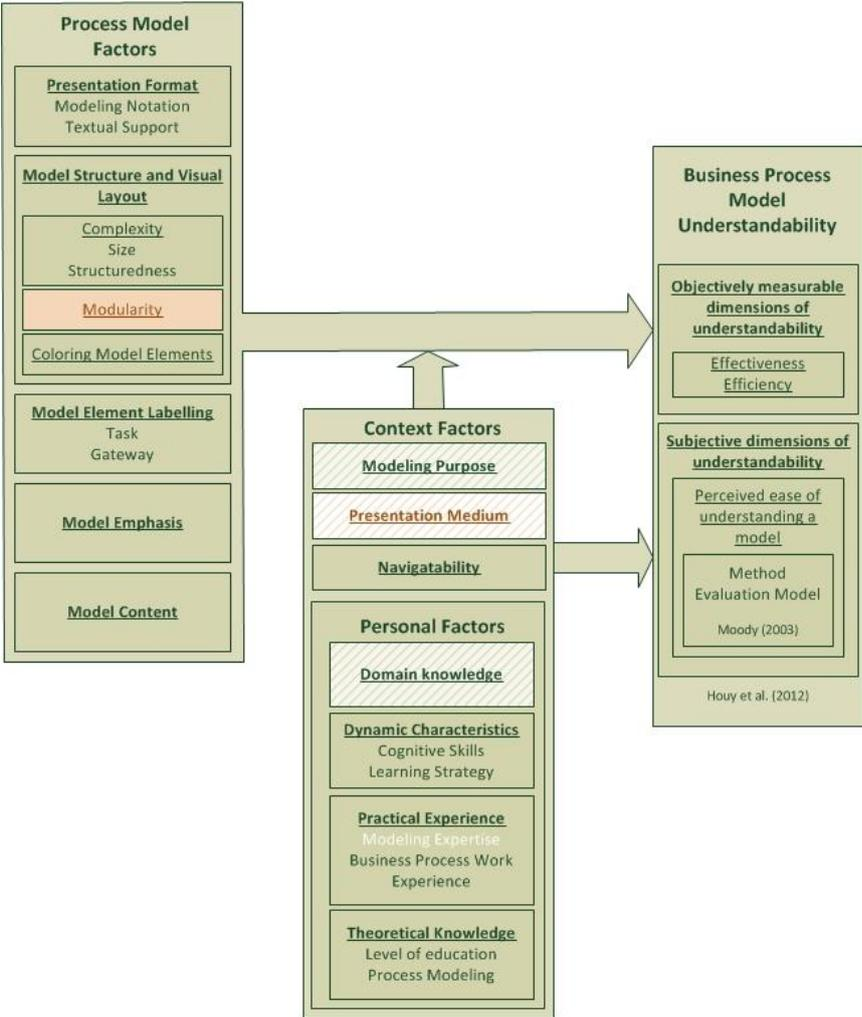 Process Model
Factors
Presentation Format
Modeling Notation
Textual Support
Model Structure and Visual
Layout
Complexity
Size
Structuredness
Modularity
Coloring Model Elements
Model Element Labelling
Task
Gateway
Model Emphasis
Model Content
Context Factors
Modeling Purpose
Presentation Medium
Navigatability
Personal Factors
Domain knowledge
Dynamic Characteristics
Cognitive Skills
Learning Strategy
Practical Experience
Modeling Expertise
Business Process Work
Experience
Theoretical Knowledge
Level of education
Process Modeling
Business Process
Model
Understandability
Objectively measurable
dimensions of
understandability
Effectiveness
Efficiency
Subjective dimensions of
understandability
Perceived ease of
understanding a
model
Method
Evaluation Model
Moody (2003)
Houy et al. (2012)